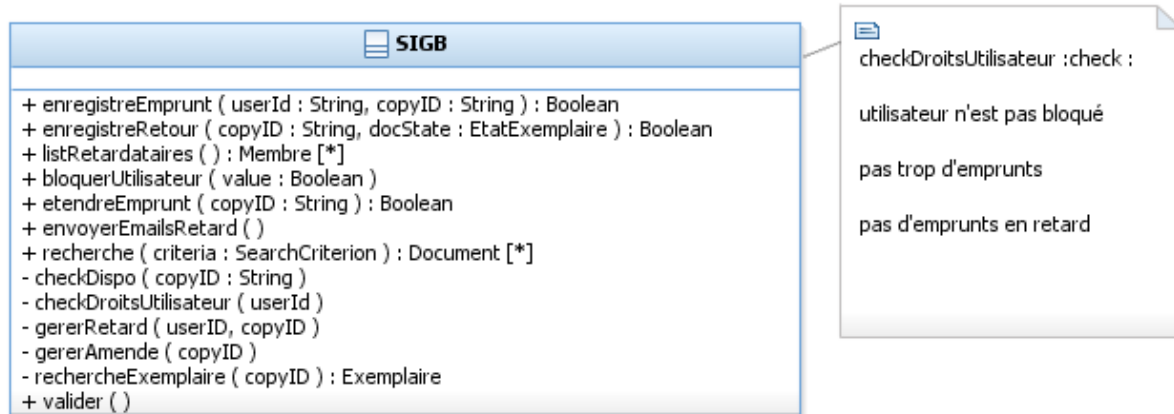 SIGB
+ enregistreEmprunt ( userId : String, copyID : String ) : Boolean
+ enregistreRetour ( copyID : String, docState : EtatExemplaire ) : Boolean
+ listRetardataires ( ) : Membre [*]
+ bloquerUtilisateur ( value : Boolean )
+ etendreEmprunt ( copyID : String ) : Boolean
+ envoyerEmailsRetard ( )
+ recherche ( criteria : SearchCriterion ) : Document [*]
- checkDispo ( copyID : String )
- checkDroitsUtilisateur ( userId )
- gererRetard ( userID, copyID )
- gererAmende ( copyID )
- rechercheExemplaire ( copyID ) : Exemplaire
+ valider ( )
checkDroitsUtilisateur :check :
utilisateur n'est pas bloqué
pas trop d'emprunts
pas d'emprunts en retard